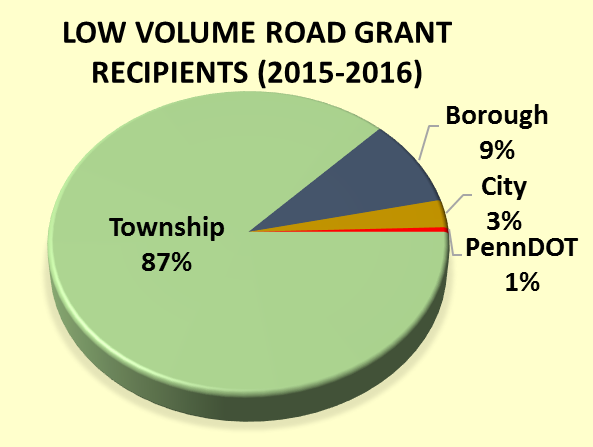 LOW VOLUME ROAD GRANT
RECIPIENTS (2015-2016)
Borough
9%
City
3%
PennDOT
1%
Township
87%